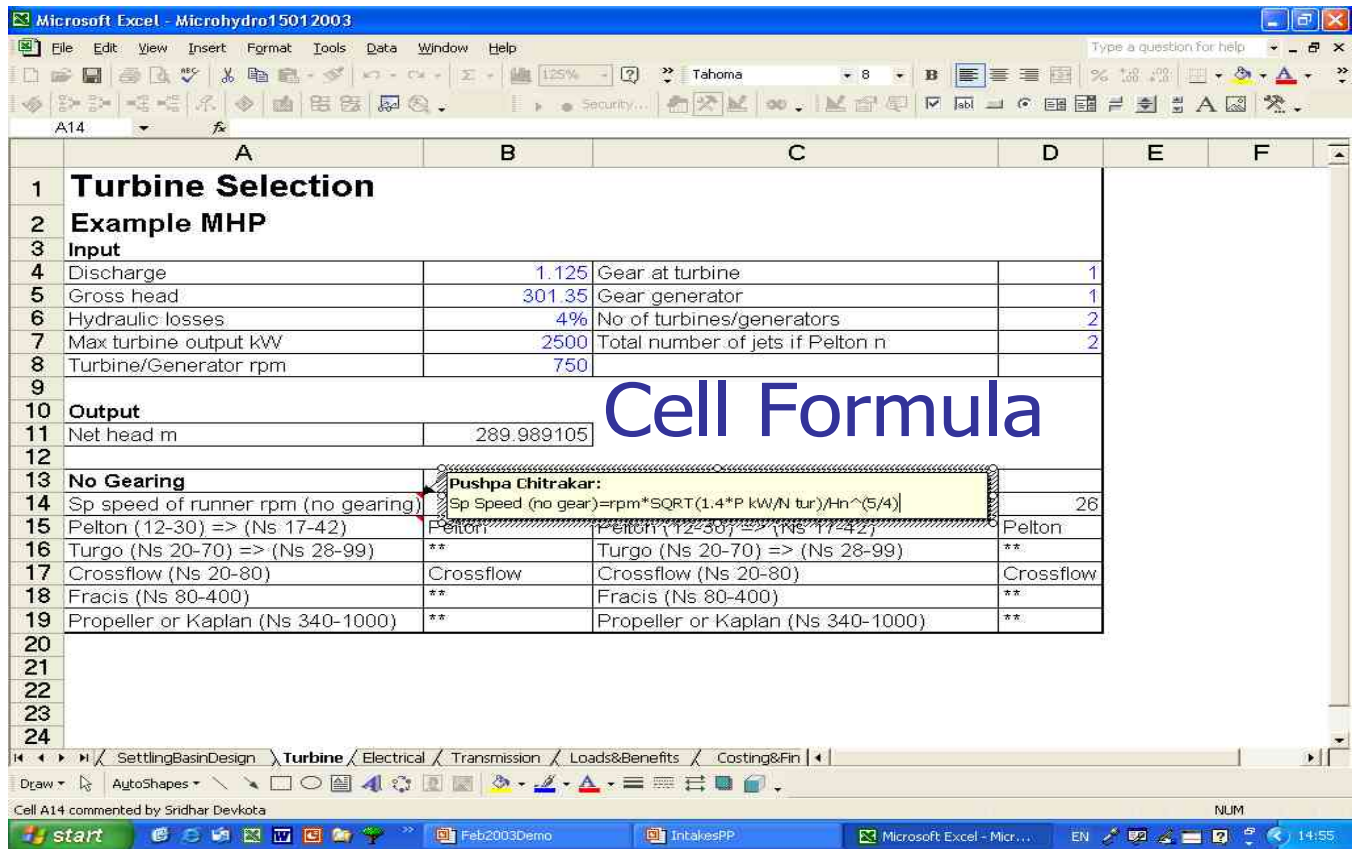 Microsoft Excel - Microhydro15012003
File Edit View Insert Format Tools Data Window Help Type a question for help
125% Tahoma 8 B
Security...
A14 fx
A B C D E F
1 Turbine Selection
2 Example MHP
3 Input
4 Discharge 1.125 Gear at turbine 1
5 Gross head 301.35 Gear generator 1
6 Hydraulic losses 4% No of turbines/generators 2
7 Max turbine output kW 2500 Total number of jets if Pelton n 2
8 Turbine/Generator rpm 750
9
Cell Formula
10 Output
11 Net head m 289.989105
12
13 No Gearing
Pushpa Chitrakar:
Sp Speed (no gear)=rpm*SQRT(1.4*P kW/N tur)/Hn^(5/4)
14 Sp speed of runner rpm (no gearing) 26
15 Pelton (12-30) => (Ns 17-42) Pelton Pelton (12-30) => (Ns 17-42) Pelton
16 Turgo (Ns 20-70) => (Ns 28-99) ** Turgo (Ns 20-70) => (Ns 28-99) **
17 Crossflow (Ns 20-80) Crossflow Crossflow (Ns 20-80) Crossflow
18 Fracis (Ns 80-400) ** Fracis (Ns 80-400) **
19 Propeller or Kaplan (Ns 340-1000) ** Propeller or Kaplan (Ns 340-1000) **
20
21
22
23
24
SettlingBasinDesign Turbine Electrical Transmission Loads&Benefits Costing&Fin
Draw AutoShapes
Cell A14 commented by Sridhar Devkota NUM
start Feb2003Demo IntakesPP Microsoft Excel - Micr... EN 14:55